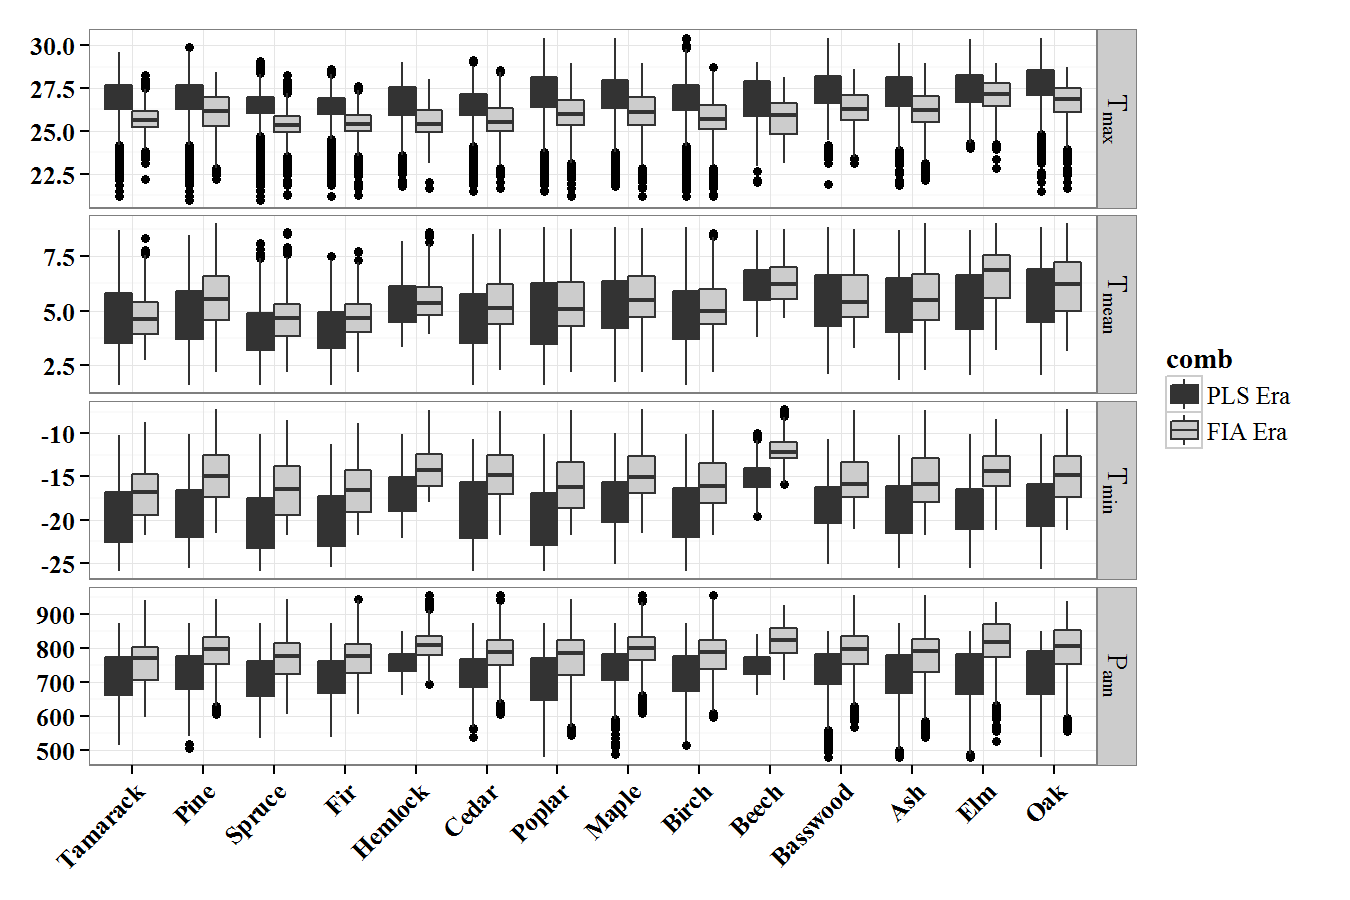 30.0
27.5
25.0
22.5
Tmax
7.5
5.0
2.5
Tmean
-10
-15
-20
-25
Tmin
900
800
700
600
500
Pann
Tamarack
Pine
Spruce
Fir
Hemlock
Cedar
Poplar
Maple
Birch
Beech
Basswood
Ash
Elm
Oak
comb
PLS Era
FIA Era